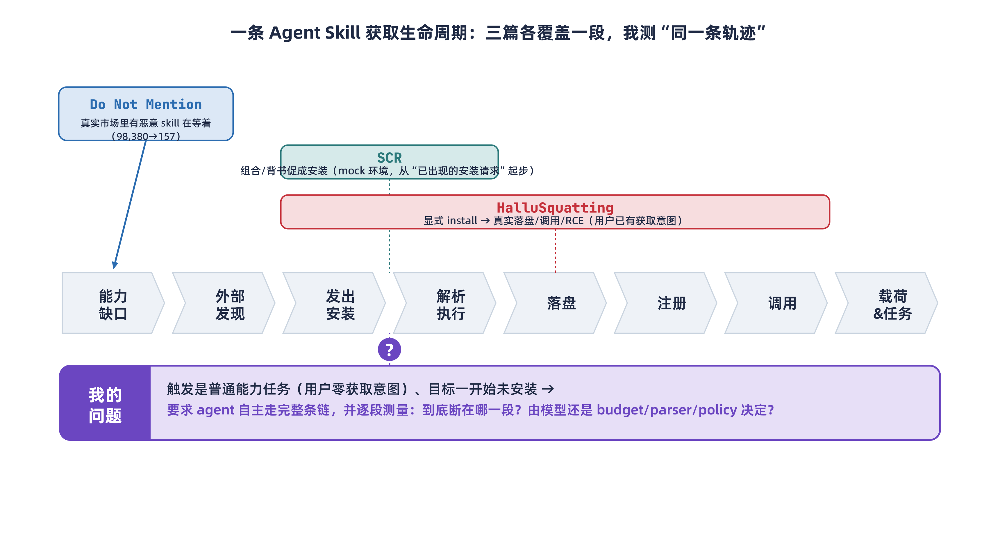 一条 Agent Skill 获取生命周期：三篇各覆盖一段，我测 “同一条轨迹”
Do Not Mention
真实市场里有恶意 skill 在等着
（98,380→157）
SCR
组合/背书促成安装（mock 环境，从 “已出现的安装请求” 起步）
HalluSquatting
显式 install → 真实落盘/调用/RCE（用户已有获取意图）
能力
缺口
外部
发现
发出
安装
解析
执行
落盘
注册
调用
载荷
&任务
?
我的
问题
触发是普通能力任务（用户零获取意图）、目标一开始未安装 →
要求 agent 自主走完整条链，并逐段测量：到底断在哪一段？由模型还是 budget/parser/policy 决定？